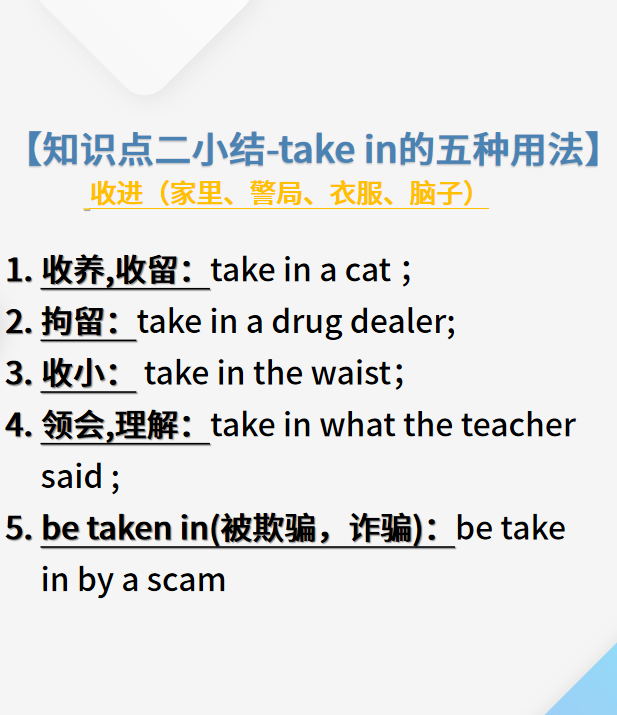 【知识点二小结-take in的五种用法】
收进（家里、警局、衣服、脑子）
1. 收养,收留：take in a cat；
2. 拘留：take in a drug dealer;
3. 收小： take in the waist；
4. 领会,理解：take in what the teacher
said ;
5. be taken in(被欺骗，诈骗)：be take
in by a scam